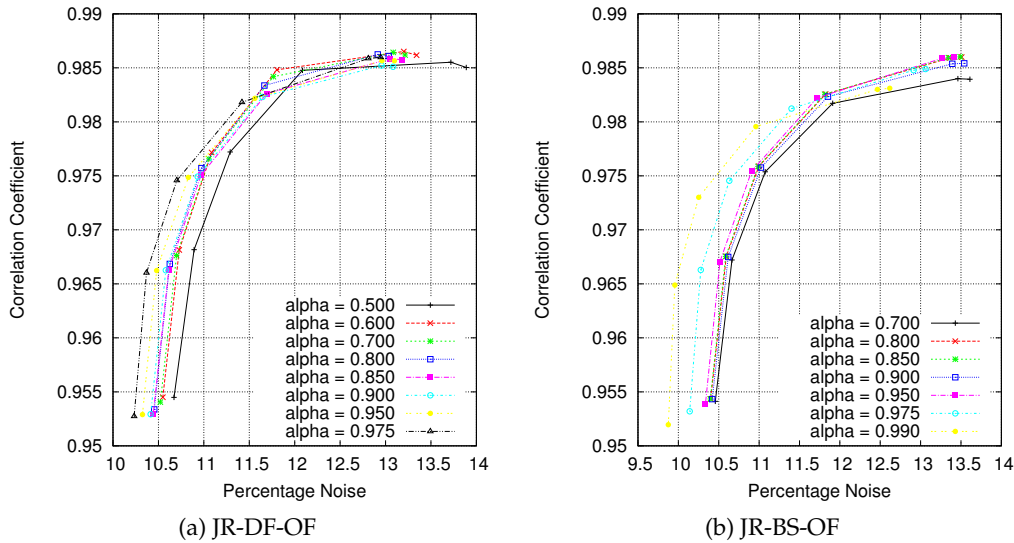 0.99
0.985
0.98
0.975
0.97
0.965
0.96
0.955
0.95
Correlation Coefficient
alpha = 0.500
alpha = 0.600
alpha = 0.700
alpha = 0.800
alpha = 0.850
alpha = 0.900
alpha = 0.950
alpha = 0.975
10 10.5 11 11.5 12 12.5 13 13.5 14
Percentage Noise
(a) JR-DF-OF
0.99
0.985
0.98
0.975
0.97
0.965
0.96
0.955
0.95
Correlation Coefficient
alpha = 0.700
alpha = 0.800
alpha = 0.850
alpha = 0.900
alpha = 0.950
alpha = 0.975
alpha = 0.990
9.5 10 10.5 11 11.5 12 12.5 13 13.5 14
Percentage Noise
(b) JR-BS-OF